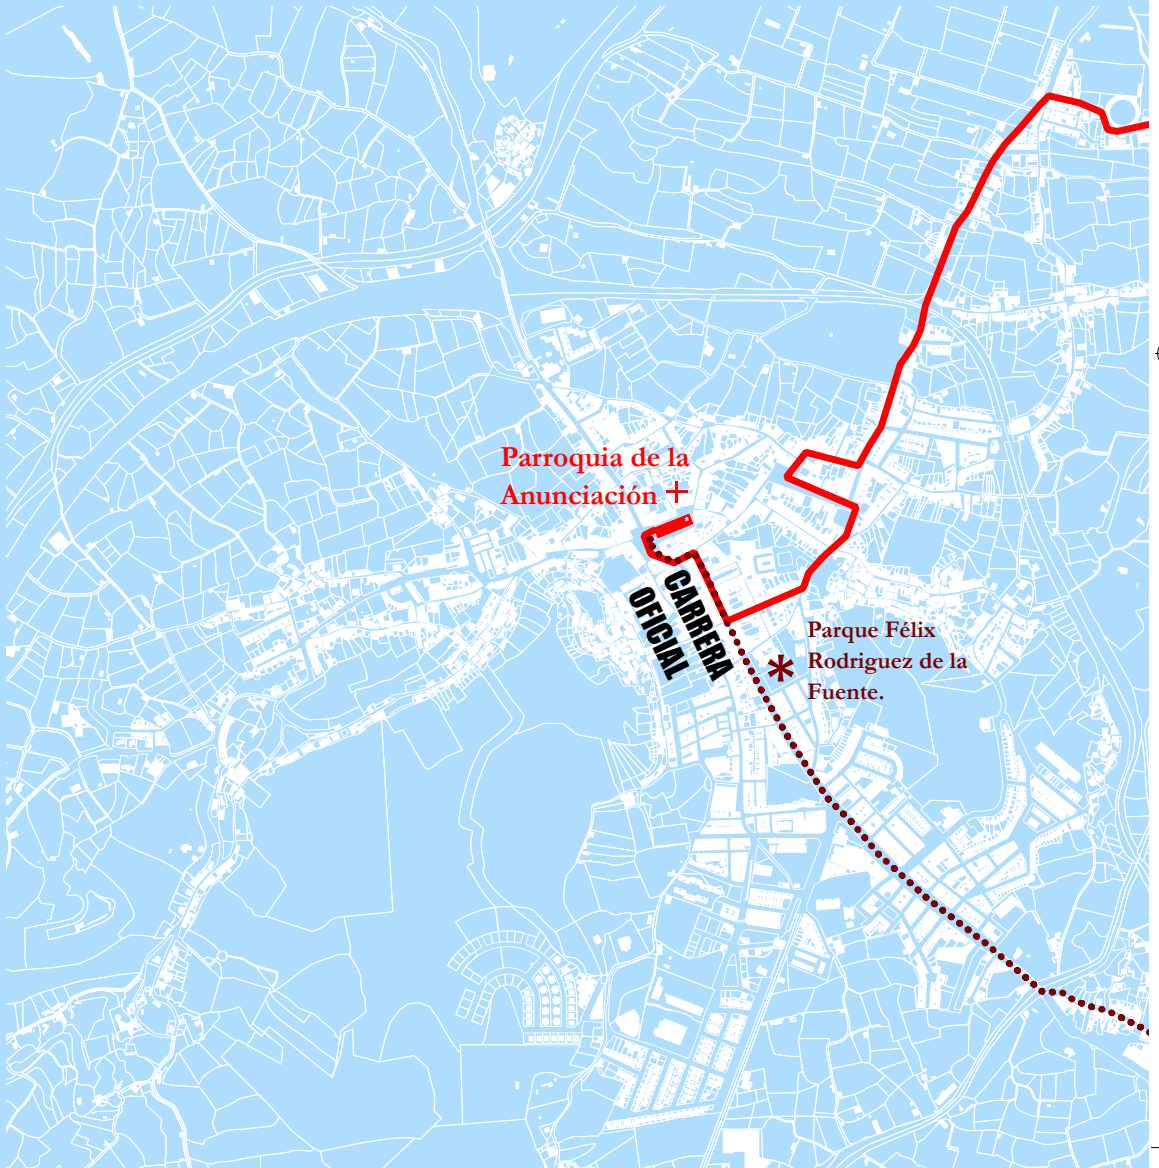 Parroquia de la
Anunciación
CARRERA
OFICIAL
Parque Félix
Rodriguez de la
Fuente.